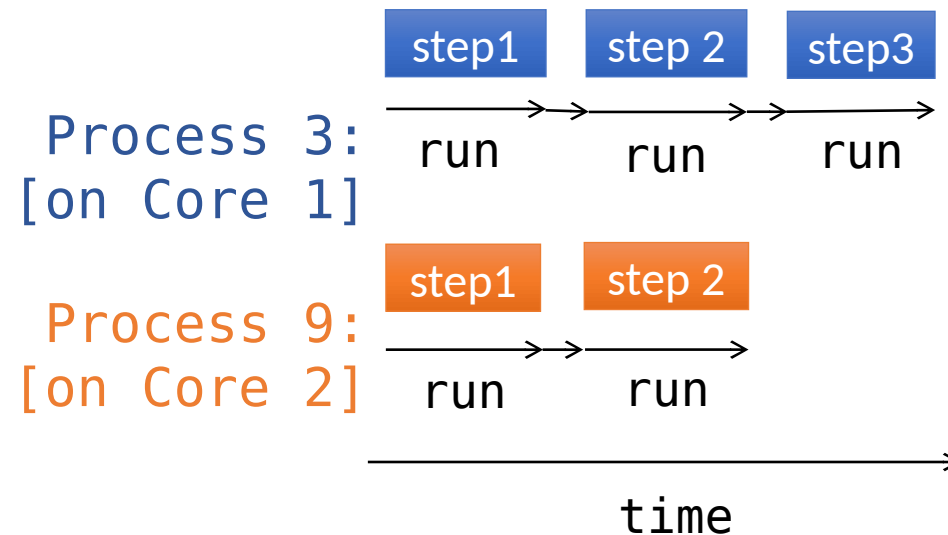 step1 step 2 step3
Process 3:
[on Core 1]
run run run
step1 step 2
Process 9:
[on Core 2]
run run
time